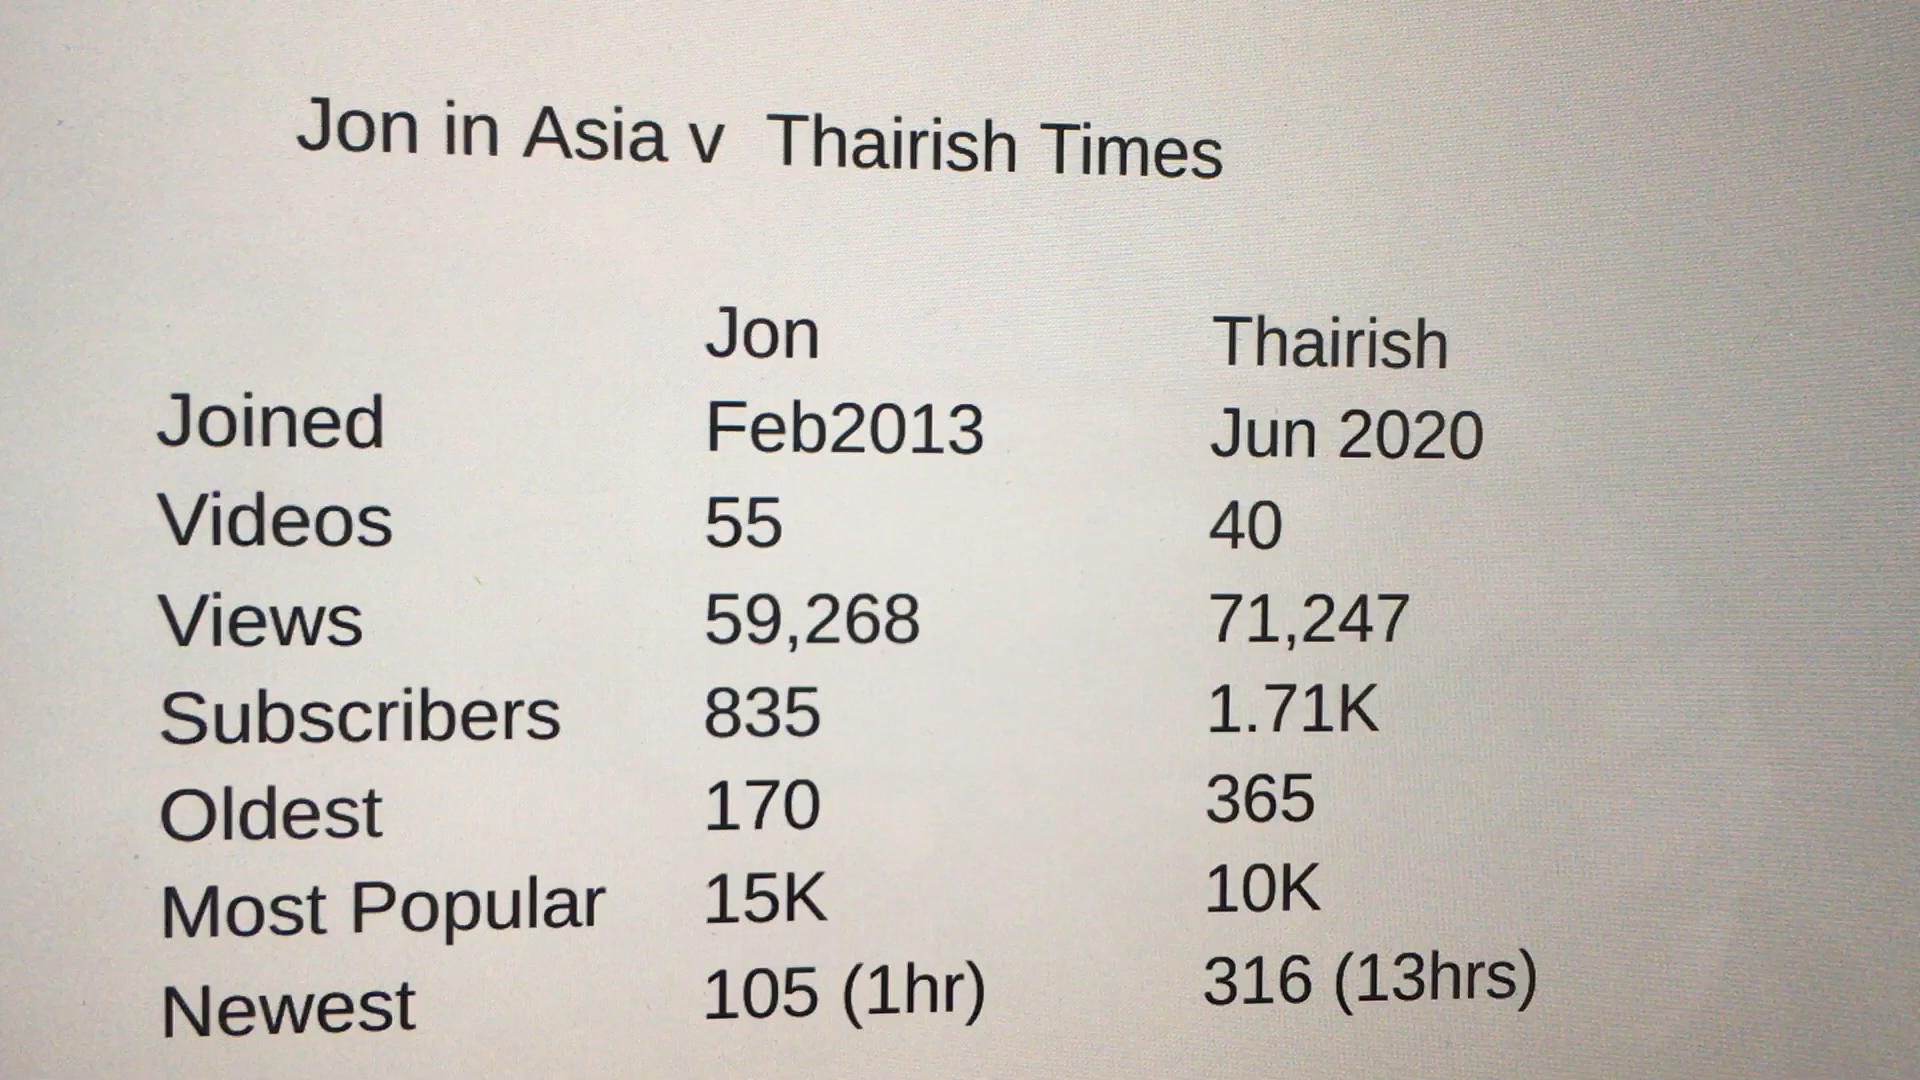 Jon in Asia v Thairish Times
Jon Thairish
Joined Feb2013 Jun 2020
Videos 55 40
Views 59,268 71,247
Subscribers 835 1.71K
Oldest 170 365
Most Popular 15K 10K
Newest 105 (1hr) 316 (13hrs)